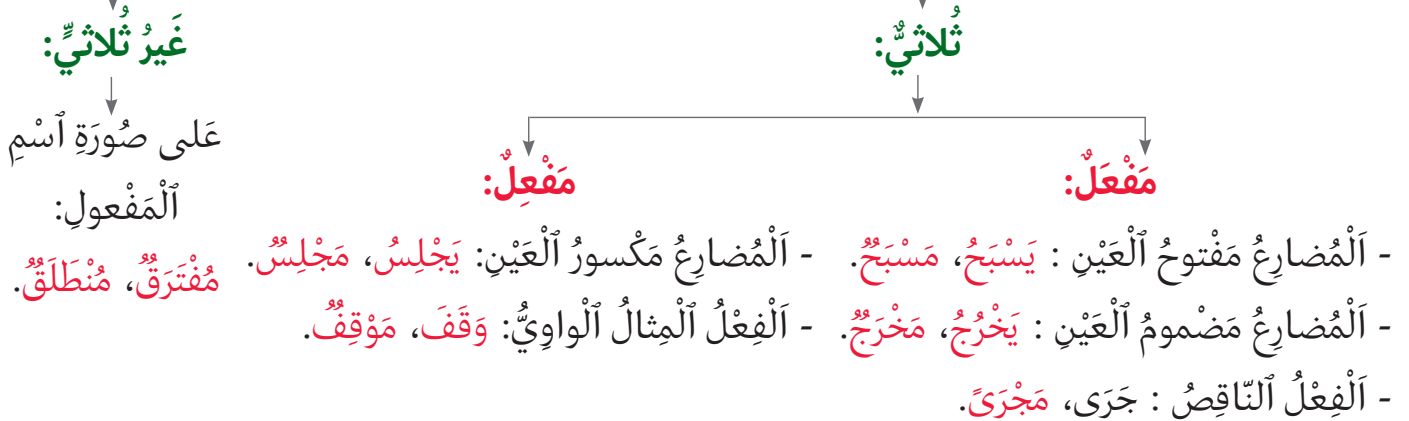 ثُلاثيٌّ:
مَفْعَلٌ:
- اَلْمُضارِعُ مَفْتوحُ ٱلْعَيْنِ : يَسْبَحُ، مَسْبَحٌ.
- اَلْمُضارِعُ مَضْمومُ ٱلْعَيْنِ : يَخْرُجُ، مَخْرَجٌ.
- اَلْفِعْلُ ٱلنّاقِصُ : جَرَى، مَجْرَىً.
مَفْعِلٌ:
- اَلْمُضارِعُ مَكْسورُ ٱلْعَيْنِ: يَجْلِسُ، مَجْلِسٌ.
- اَلْفِعْلُ ٱلْمِثالُ ٱلْواوِيُّ: وَقَفَ، مَوْقِفٌ.
غَيرُ ثُلاثيٍّ:
عَلى صُورَةِ ٱسْمِ
ٱلْمَفْعولِ:
مُفْتَرَقٌ، مُنْطَلَقٌ.